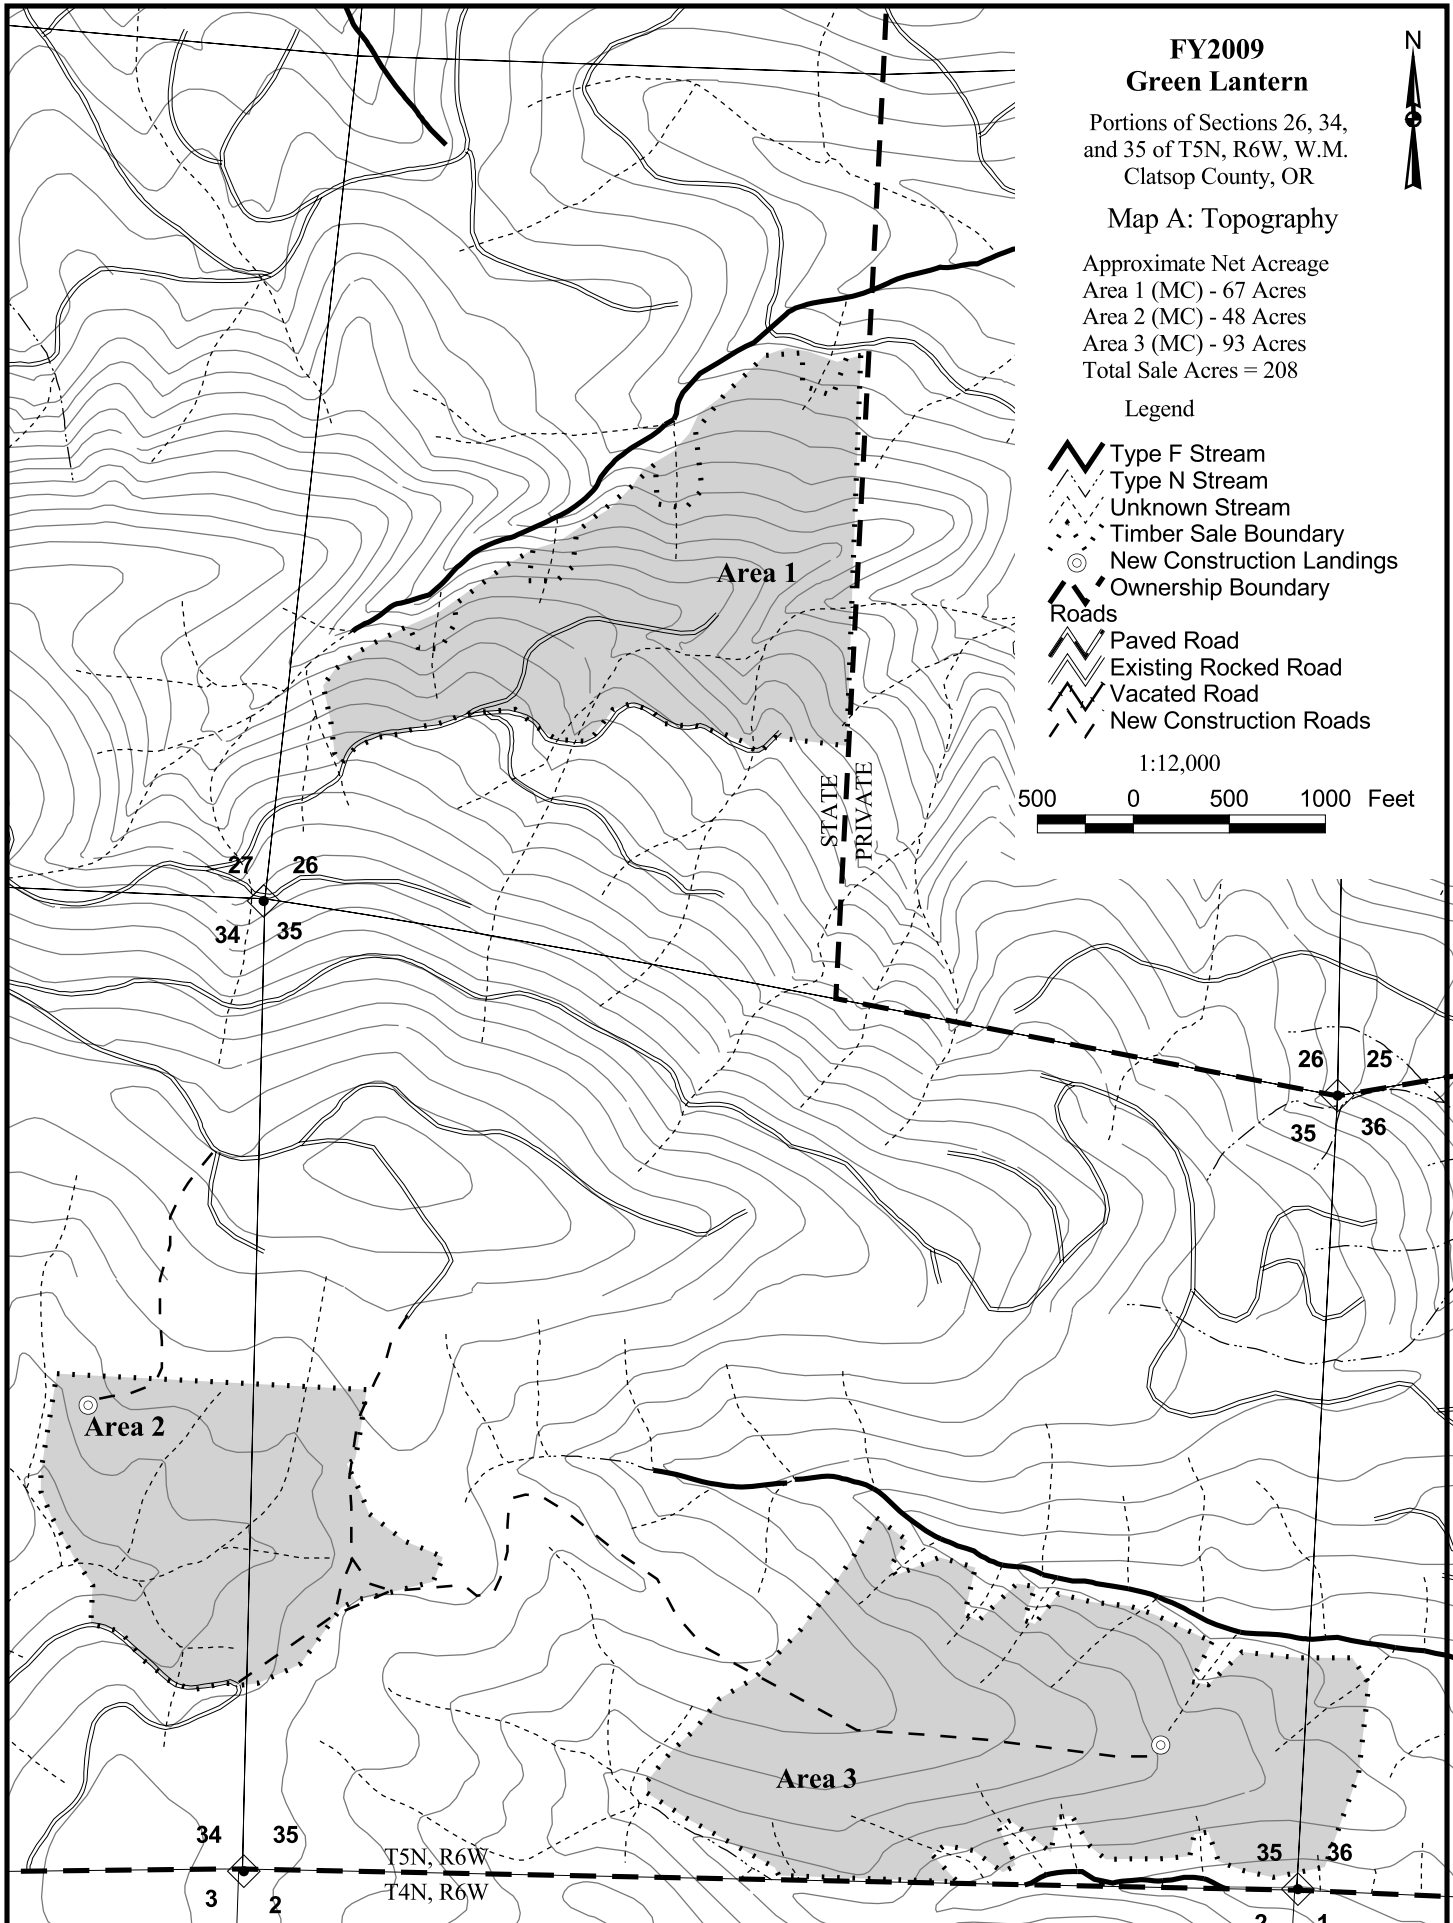 FY2009
Green Lantern
Portions of Sections 26, 34,
and 35 of T5N, R6W, W.M.
Clatsop County, OR
Map A: Topography
N
Approximate Net Acreage
Area 1 (MC) - 67 Acres
Area 2 (MC) - 48 Acres
Area 3 (MC) - 93 Acres
Total Sale Acres = 208
Legend
Type F Stream
Type N Stream
Unknown Stream
Timber Sale Boundary
New Construction Landings
Ownership Boundary
Roads
Paved Road
Existing Rocked Road
Vacated Road
New Construction Roads
1:12,000
500 0 500 1000 Feet
Area 1
STATE
PRIVATE
27 26
34 35
26 25
35 36
Area 2
Area 3
34 35
3 2
T5N, R6W
T4N, R6W
35 36
2 1